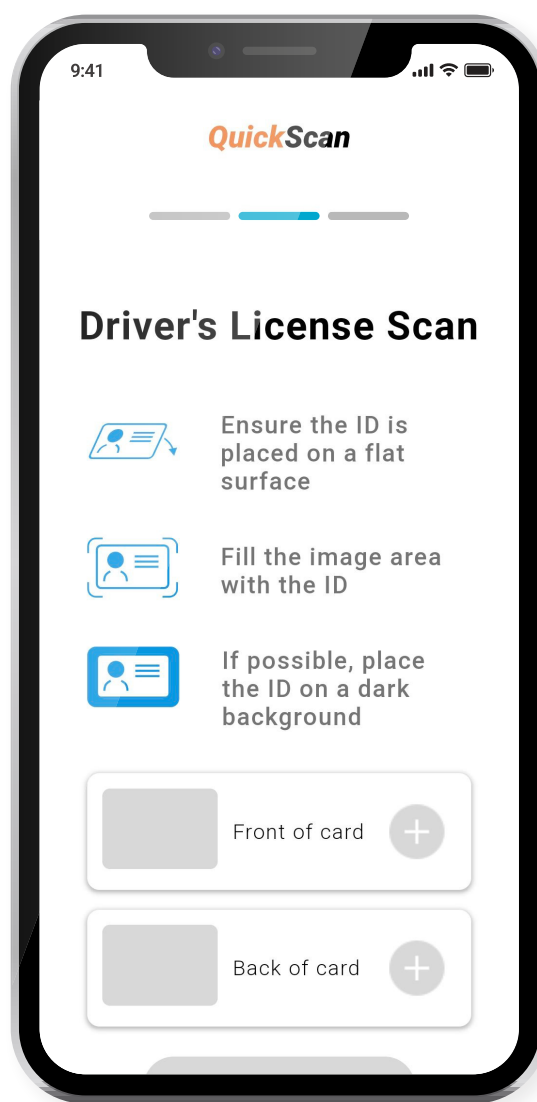 9:41
QuickScan
Driver's License Scan
Ensure the ID is
placed on a flat
surface
Fill the image area
with the ID
If possible, place
the ID on a dark
background
Front of card
Back of card